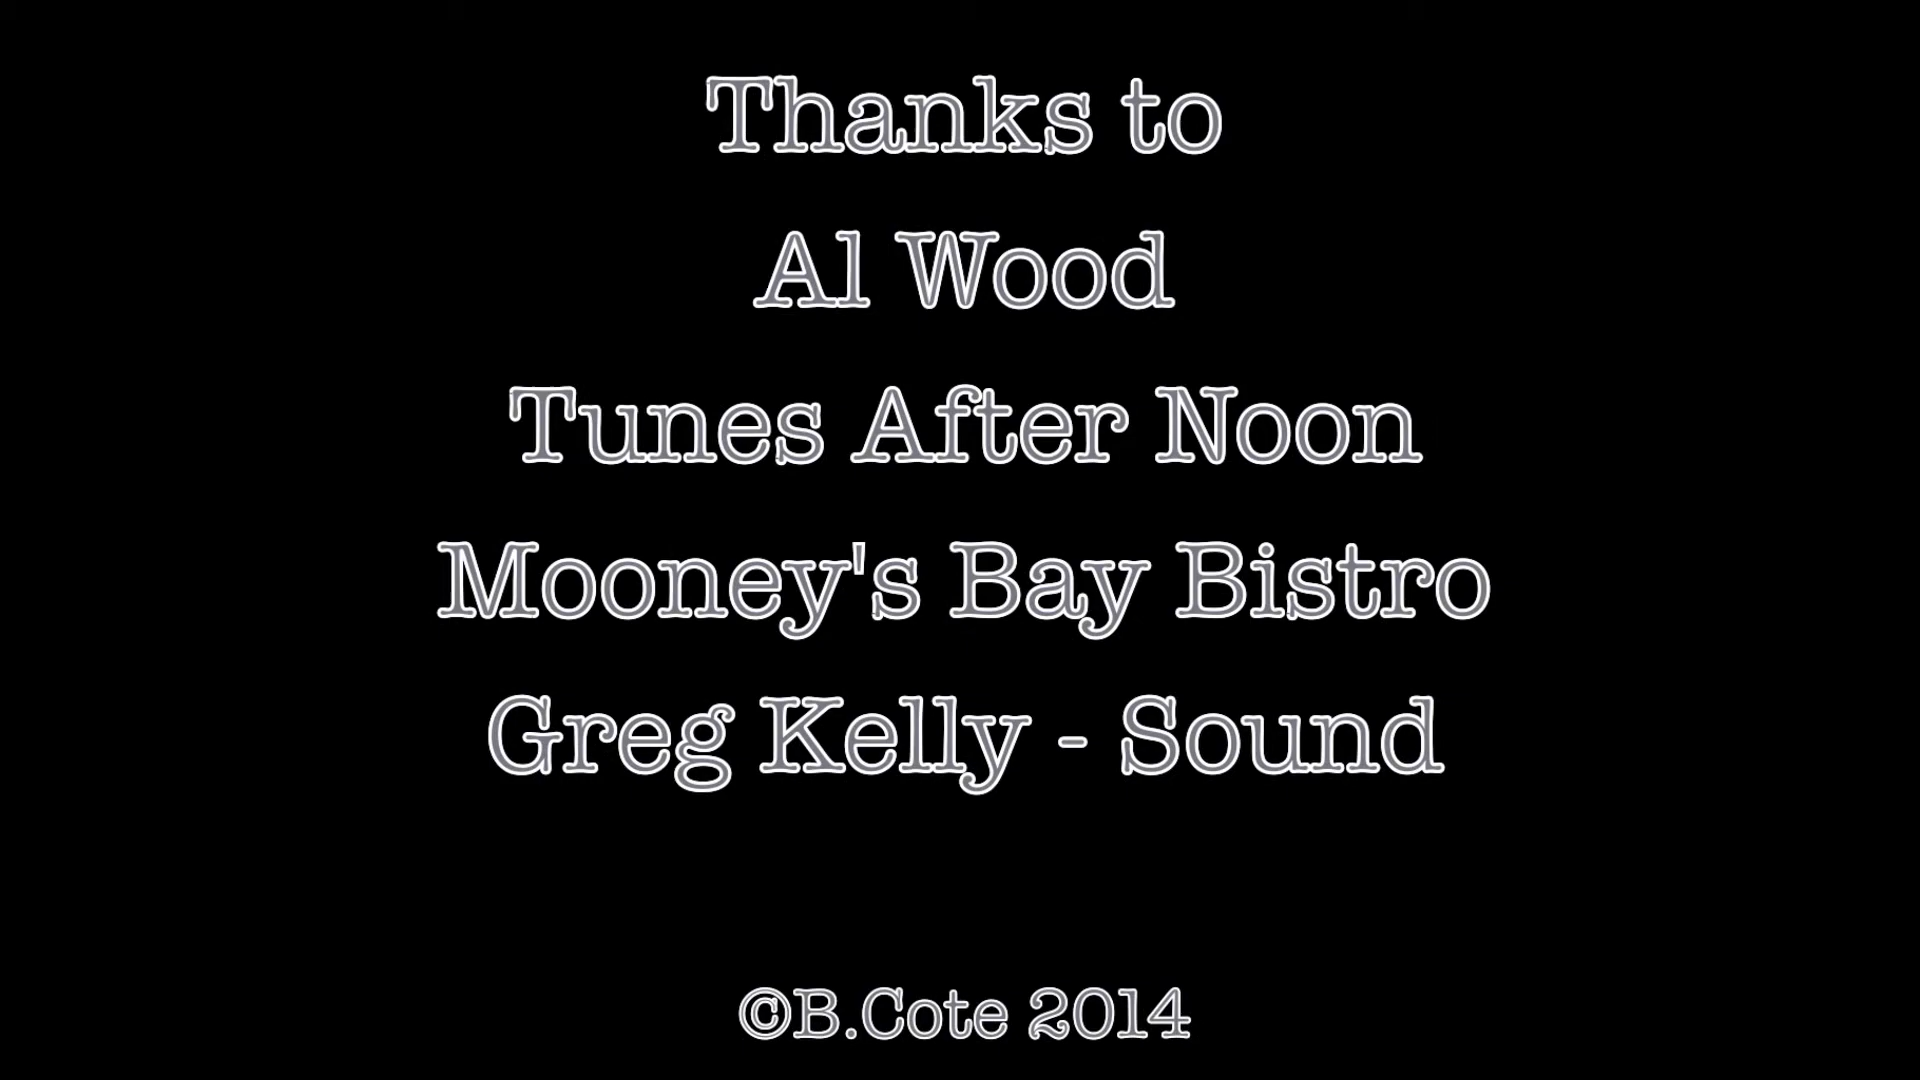 Thanks to
Al Wood
Tunes After Noon
Mooney's Bay Bistro
Greg Kelly - Sound
©B.Cote 2014